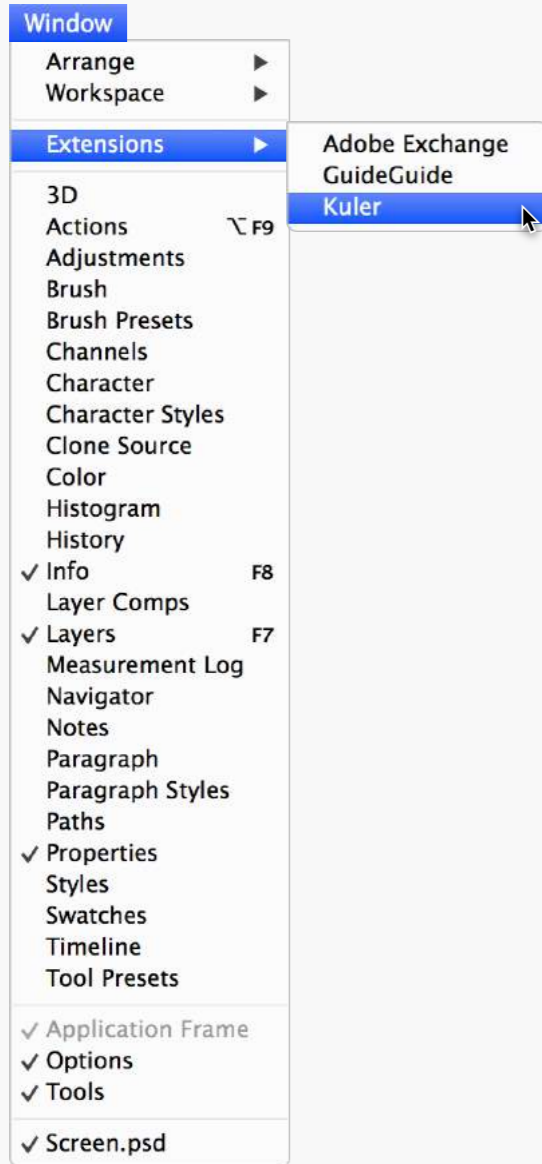 Window
Arrange ▶
Workspace ▶
Extensions ▶
Adobe Exchange
GuideGuide
Kuler
3D
Actions ⌥ F9
Adjustments
Brush
Brush Presets
Channels
Character
Character Styles
Clone Source
Color
Histogram
History
✓ Info F8
Layer Comps
✓ Layers F7
Measurement Log
Navigator
Notes
Paragraph
Paragraph Styles
Paths
✓ Properties
Styles
Swatches
Timeline
Tool Presets
✓ Application Frame
✓ Options
✓ Tools
✓ Screen.psd